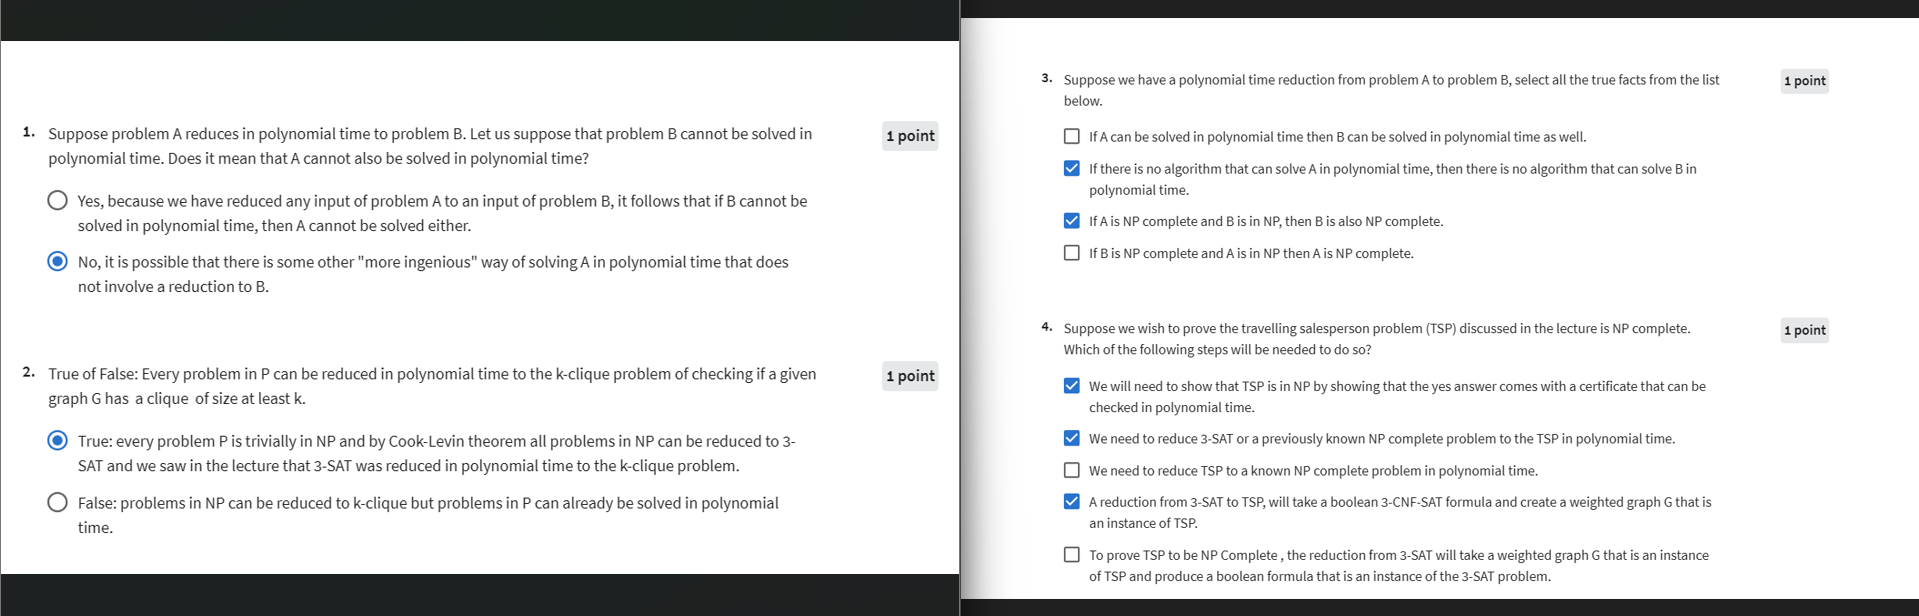 1. Suppose problem A reduces in polynomial time to problem B. Let us suppose that problem B cannot be solved in
polynomial time. Does it mean that A cannot also be solved in polynomial time?
1 point
Yes, because we have reduced any input of problem A to an input of problem B, it follows that if B cannot be
solved in polynomial time, then A cannot be solved either.
No, it is possible that there is some other "more ingenious" way of solving A in polynomial time that does
not involve a reduction to B.
2. True of False: Every problem in P can be reduced in polynomial time to the k-clique problem of checking if a given
graph G has a clique of size at least k.
1 point
True: every problem P is trivially in NP and by Cook-Levin theorem all problems in NP can be reduced to 3-
SAT and we saw in the lecture that 3-SAT was reduced in polynomial time to the k-clique problem.
False: problems in NP can be reduced to k-clique but problems in P can already be solved in polynomial
time.
3. Suppose we have a polynomial time reduction from problem A to problem B, select all the true facts from the list
below.
1 point
If A can be solved in polynomial time then B can be solved in polynomial time as well.
If there is no algorithm that can solve A in polynomial time, then there is no algorithm that can solve B in
polynomial time.
If A is NP complete and B is in NP, then B is also NP complete.
If B is NP complete and A is in NP then A is NP complete.
4. Suppose we wish to prove the travelling salesperson problem (TSP) discussed in the lecture is NP complete.
Which of the following steps will be needed to do so?
1 point
We will need to show that TSP is in NP by showing that the yes answer comes with a certificate that can be
checked in polynomial time.
We need to reduce 3-SAT or a previously known NP complete problem to the TSP in polynomial time.
We need to reduce TSP to a known NP complete problem in polynomial time.
A reduction from 3-SAT to TSP, will take a boolean 3-CNF-SAT formula and create a weighted graph G that is
an instance of TSP.
To prove TSP to be NP Complete , the reduction from 3-SAT will take a weighted graph G that is an instance
of TSP and produce a boolean formula that is an instance of the 3-SAT problem.